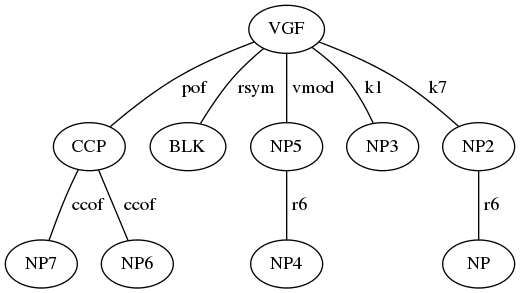 VGF
pof rsym vmod k1 k7
CCP BLK NP5 NP3 NP2
ccof ccof r6 r6
NP7 NP6 NP4 NP